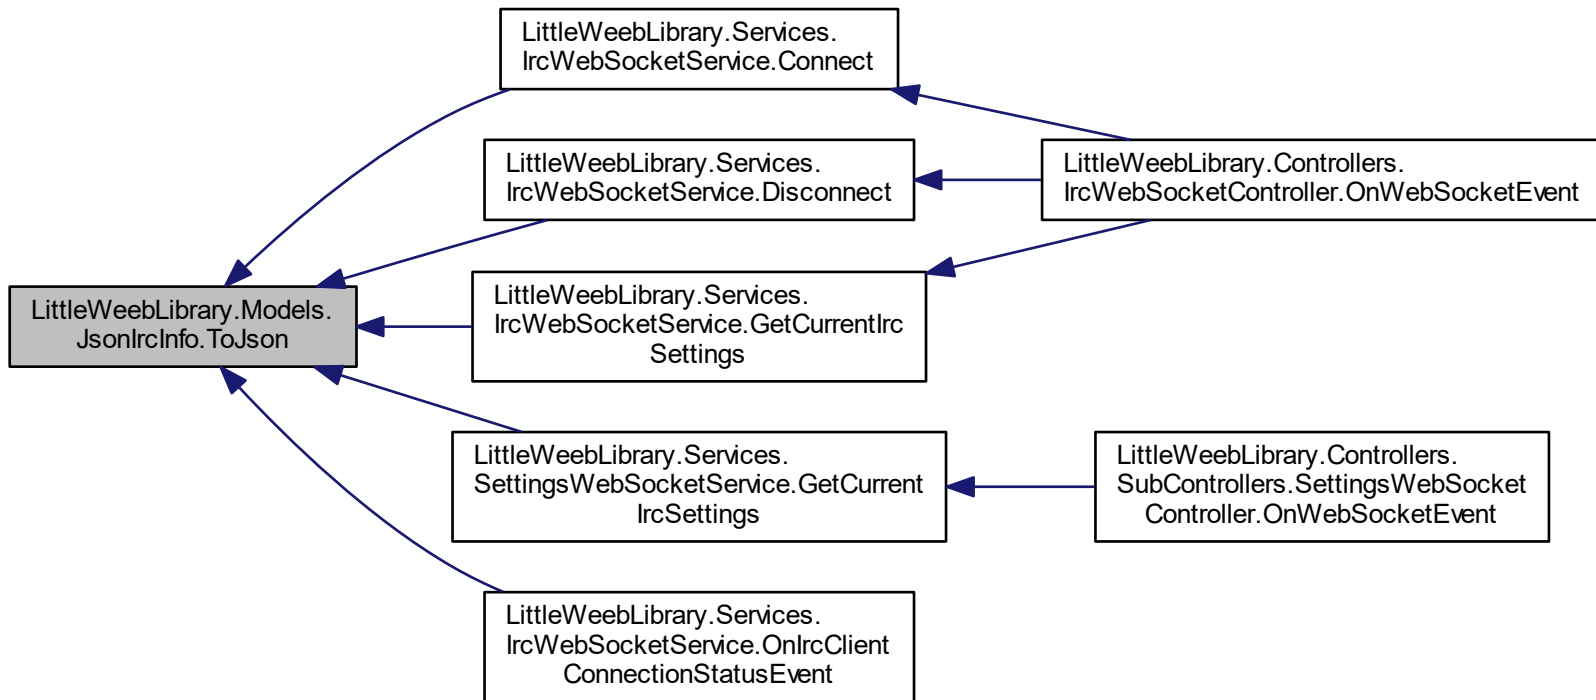 LittleWeebLibrary.Services.
IrcWebSocketService.Connect
LittleWeebLibrary.Services.
IrcWebSocketService.Disconnect
LittleWeebLibrary.Controllers.
IrcWebSocketController.OnWebSocketEvent
LittleWeebLibrary.Models.
JsonIrcInfo.ToJson
LittleWeebLibrary.Services.
IrcWebSocketService.GetCurrentIrc
Settings
LittleWeebLibrary.Services.
SettingsWebSocketService.GetCurrent
IrcSettings
LittleWeebLibrary.Controllers.
SubControllers.SettingsWebSocket
Controller.OnWebSocketEvent
LittleWeebLibrary.Services.
IrcWebSocketService.OnIrcClient
ConnectionStatusEvent